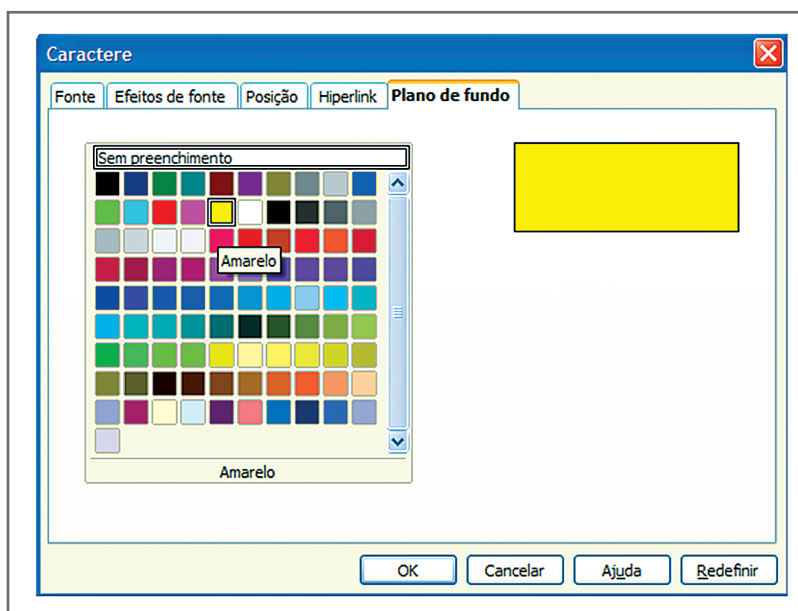 Caractere
Fonte Efeitos de fonte Posição Hiperlink Plano de fundo
Sem preenchimento
Amarelo
Amarelo
OK Cancelar Ajuda Redefinir